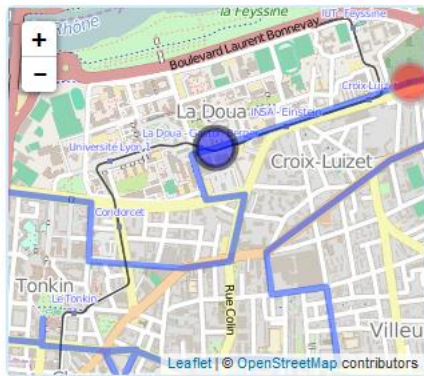 la Feyssine
IUT - Feyssine
Rhône
Boulevard Laurent Bonnevay
+
−
Croix-Luizet
La Doua
INSA - Einstein
La Doua - Gaston Berger
Université Lyon 1
Croix-Luizet
Condorcet
Tonkin
Le Tonkin
Rue Colin
Villeu
Leaflet | © OpenStreetMap contributors